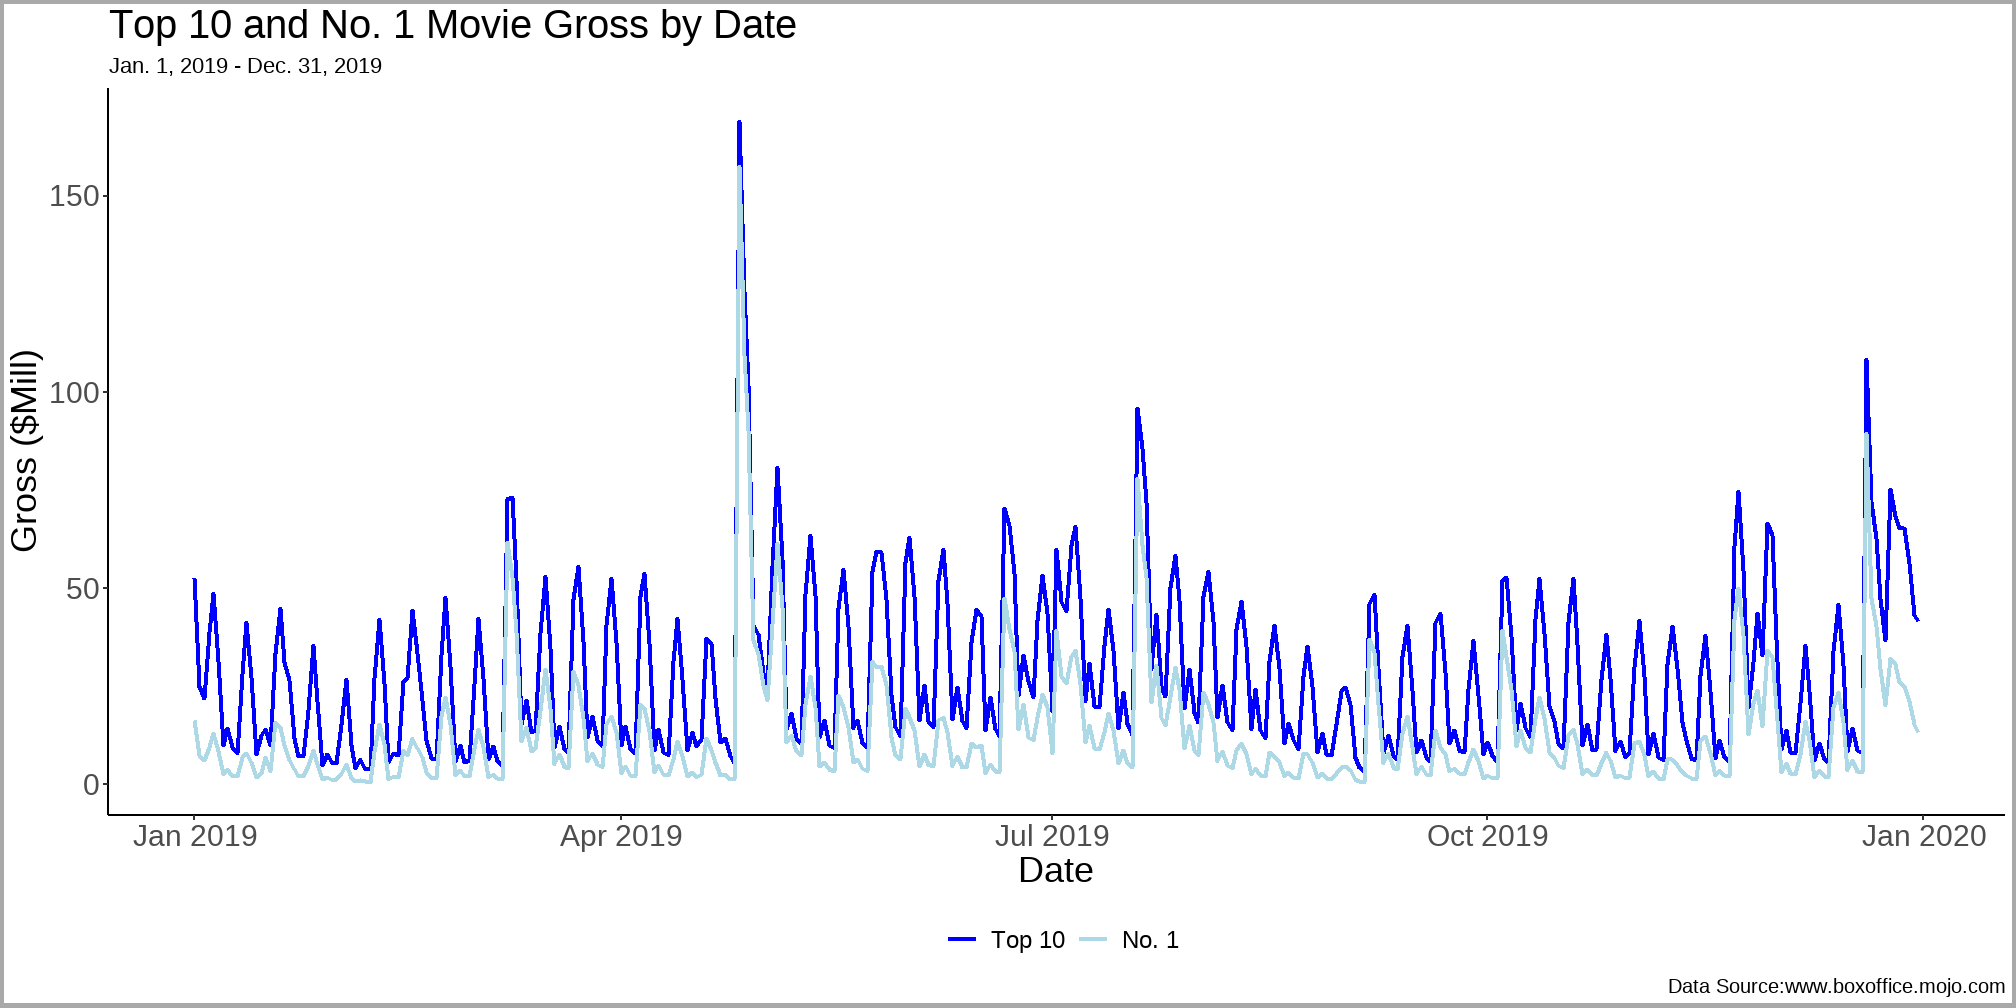 Top 10 and No. 1 Movie Gross by Date
Jan. 1, 2019 - Dec. 31, 2019
Gross ($Mill)
150
100
50
0
Jan 2019
Apr 2019
Jul 2019
Oct 2019
Jan 2020
Date
Top 10
No. 1
Data Source:www.boxoffice.mojo.com